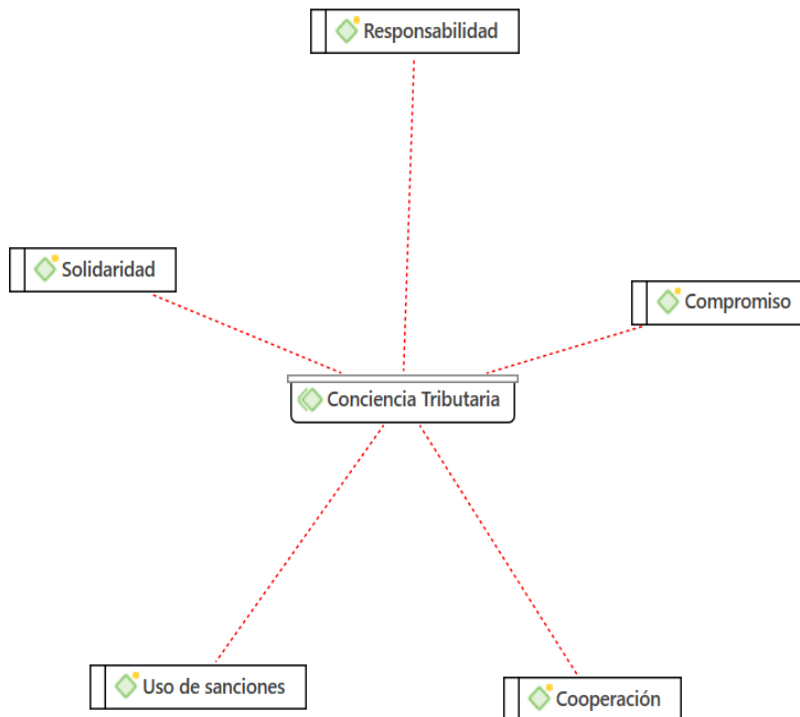 Responsabilidad
Solidaridad
Compromiso
Conciencia Tributaria
Uso de sanciones
Cooperación